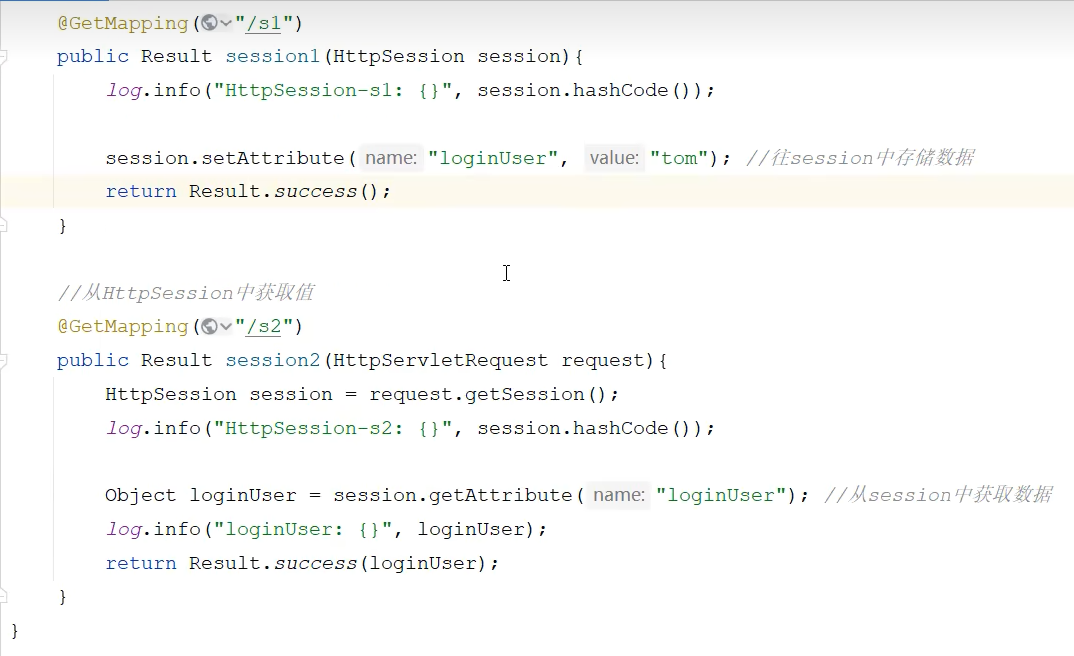 @GetMapping("/s1")
public Result session1(HttpSession session){
log.info("HttpSession-s1: {}", session.hashCode());
session.setAttribute( name: "loginUser", value: "tom"); //往session中存储数据
return Result.success();
}
//从HttpSession中获取值
@GetMapping("/s2")
public Result session2(HttpServletRequest request){
HttpSession session = request.getSession();
log.info("HttpSession-s2: {}", session.hashCode());
Object loginUser = session.getAttribute( name: "loginUser"); //从session中获取数据
log.info("loginUser: {}", loginUser);
return Result.success(loginUser);
}
}